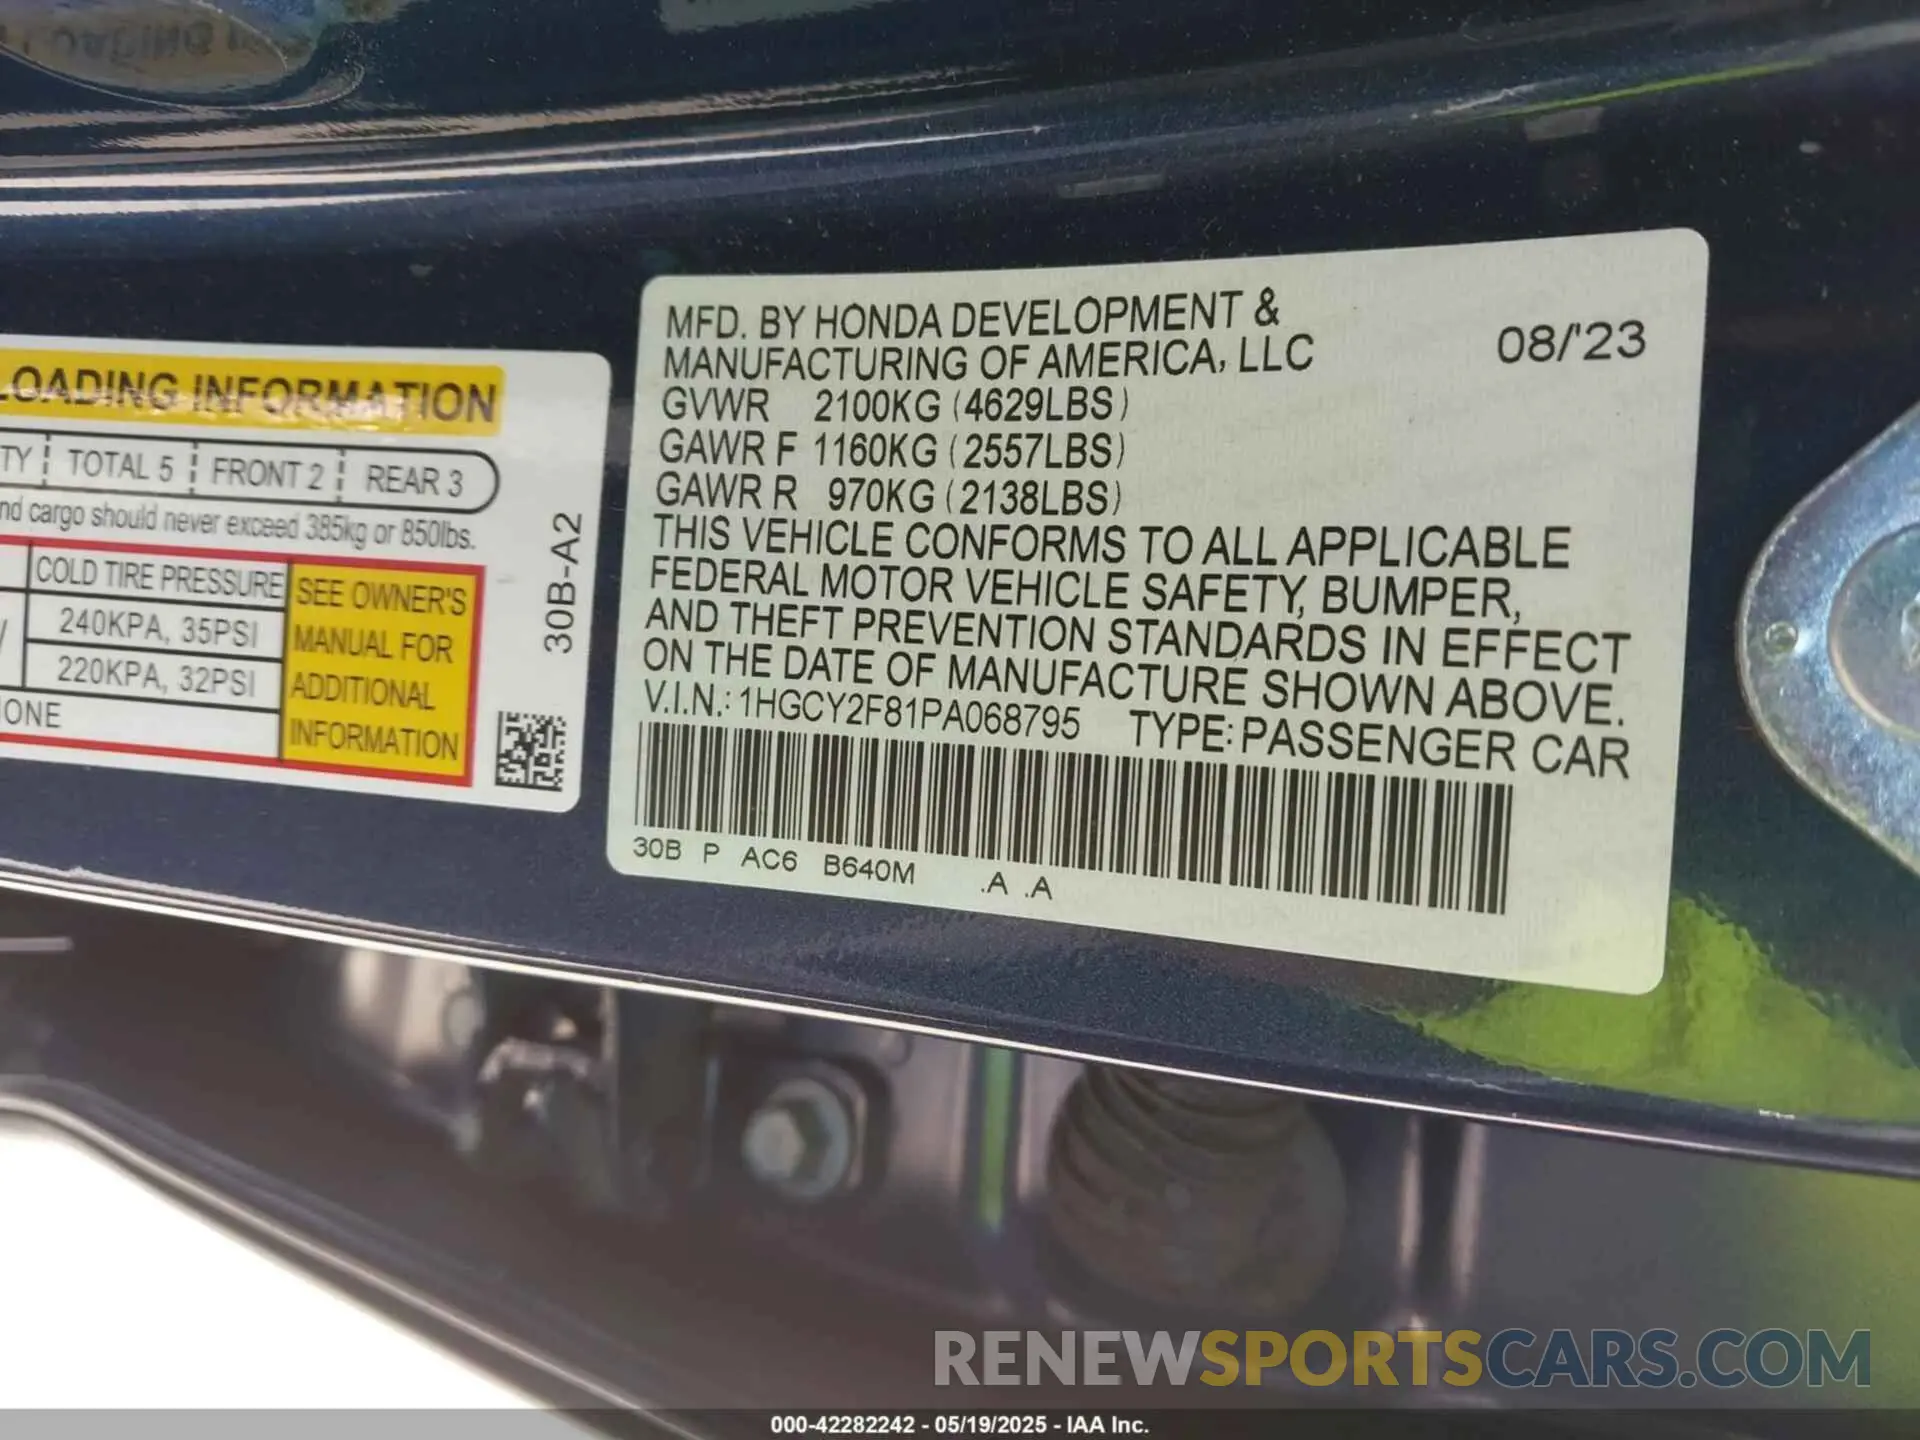 LOADING INFORMATION
TY TOTAL 5 FRONT 2 REAR 3
nd cargo should never exceed 385kg or 850lbs.
COLD TIRE PRESSURE
240KPA, 35PSI
220KPA, 32PSI
SEE OWNER'S
MANUAL FOR
ADDITIONAL
INFORMATION
30B-A2
MFD. BY HONDA DEVELOPMENT &
MANUFACTURING OF AMERICA, LLC 08/'23
GVWR 2100KG (4629LBS)
GAWR F 1160KG (2557LBS)
GAWR R 970KG (2138LBS)
THIS VEHICLE CONFORMS TO ALL APPLICABLE
FEDERAL MOTOR VEHICLE SAFETY, BUMPER,
AND THEFT PREVENTION STANDARDS IN EFFECT
ON THE DATE OF MANUFACTURE SHOWN ABOVE.
V.I.N.: 1HGCY2F81PA068795 TYPE: PASSENGER CAR
30B P AC6 B640M .A .A
RENEWSPORTSCARS.COM
000-42282242 - 05/19/2025 - IAA Inc.